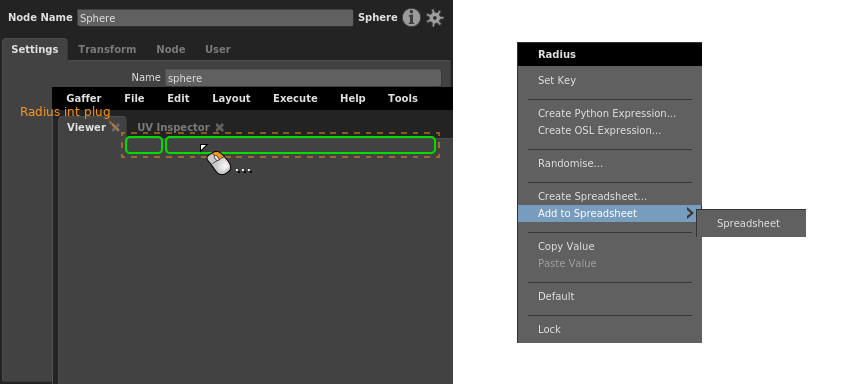 Node Name Sphere Sphere
Settings Transform Node User
Name sphere
Gaffer File Edit Layout Execute Help Tools
Radius int plug
Viewer UV Inspector
...
Radius
Set Key
Create Python Expression...
Create OSL Expression...
Randomise...
Create Spreadsheet...
Add to Spreadsheet
Spreadsheet
Copy Value
Paste Value
Default
Lock